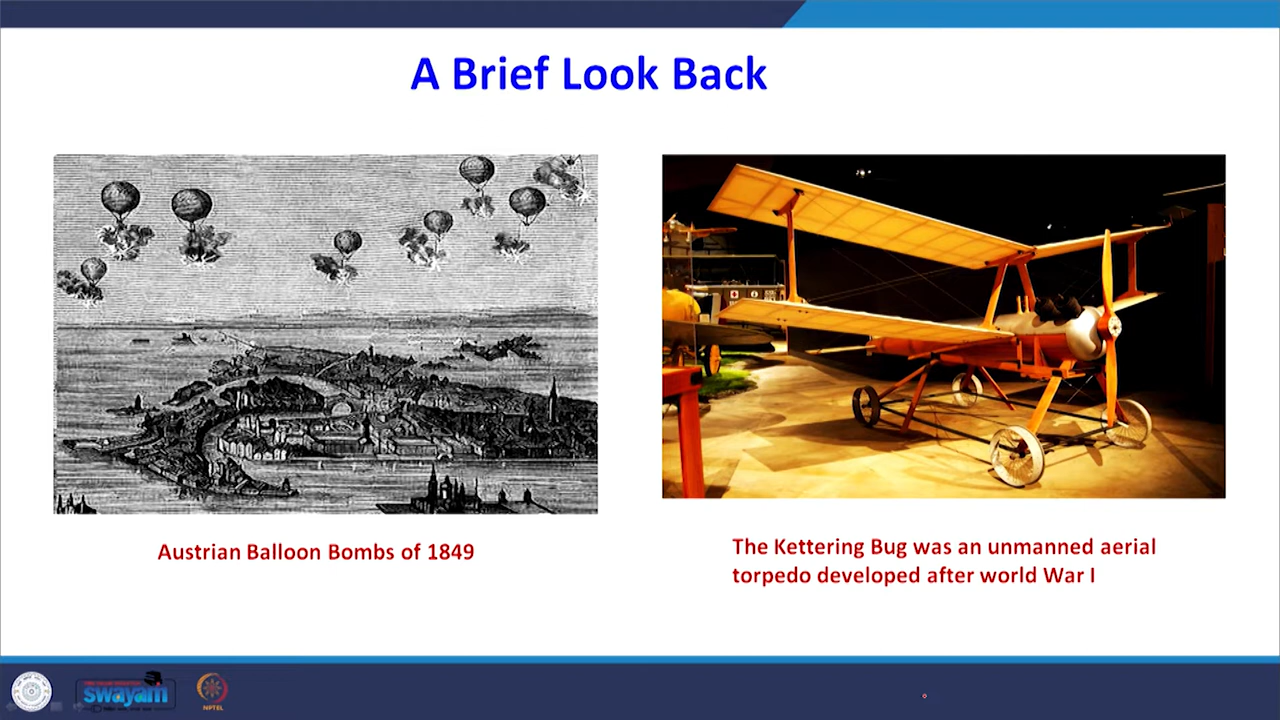 A Brief Look Back
Austrian Balloon Bombs of 1849
The Kettering Bug was an unmanned aerial
torpedo developed after world War I
swayam
NPTEL